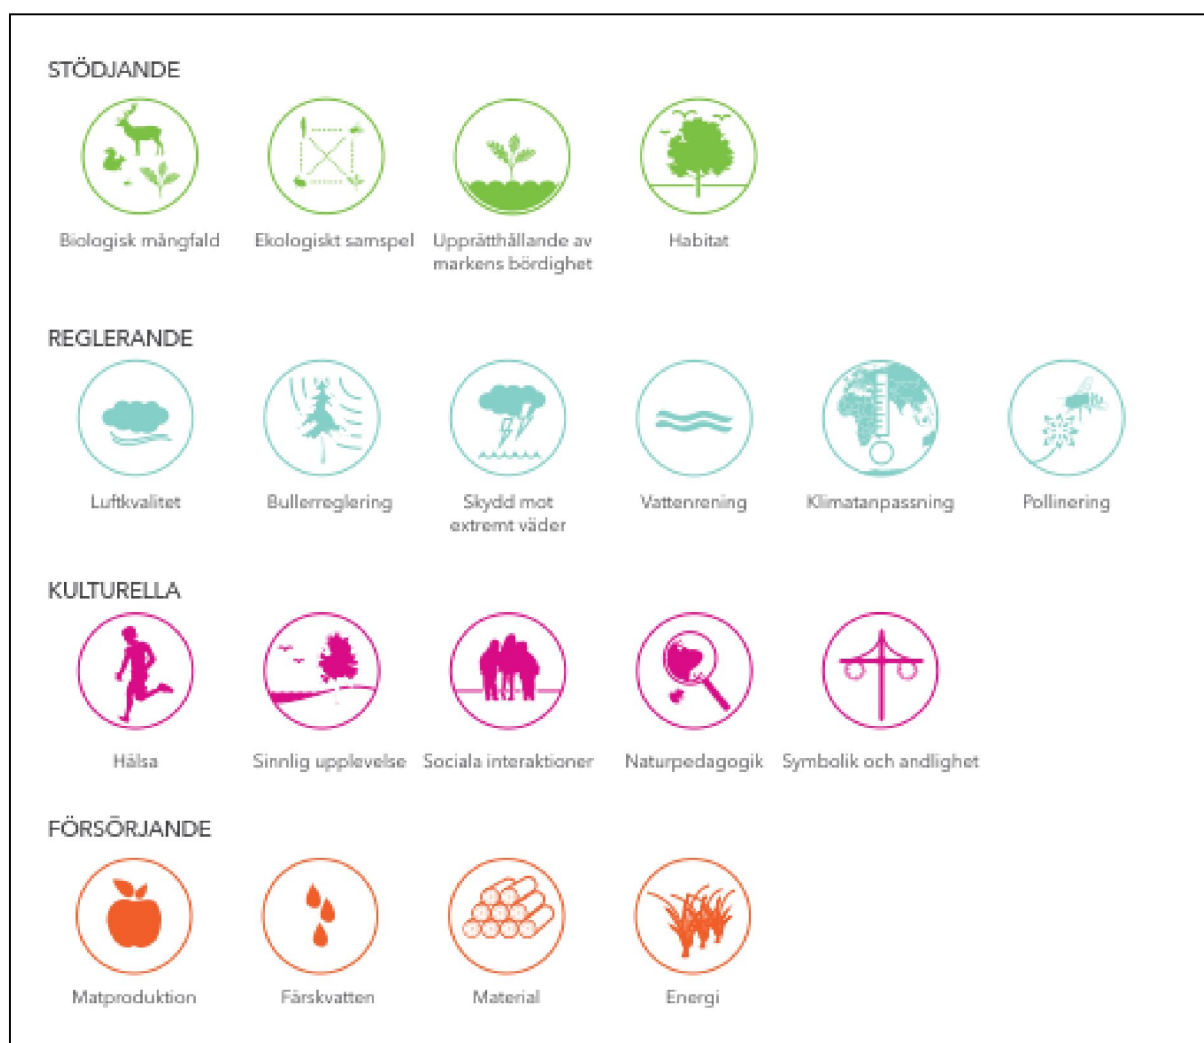 STÖDJANDE
Biologisk mångfald
Ekologiskt samspel
Upprätthållande av
markens bördighet
Habitat
REGLERANDE
Luftkvalitet
Bullerreglering
Skydd mot
extremt väder
Vattenrening
Klimatanpassning
Pollinering
KULTURELLA
Hälsa
Sinnlig upplevelse
Sociala interaktioner
Naturpedagogik
Symbolik och andlighet
FÖRSÖRJANDE
Matproduktion
Färskvatten
Material
Energi